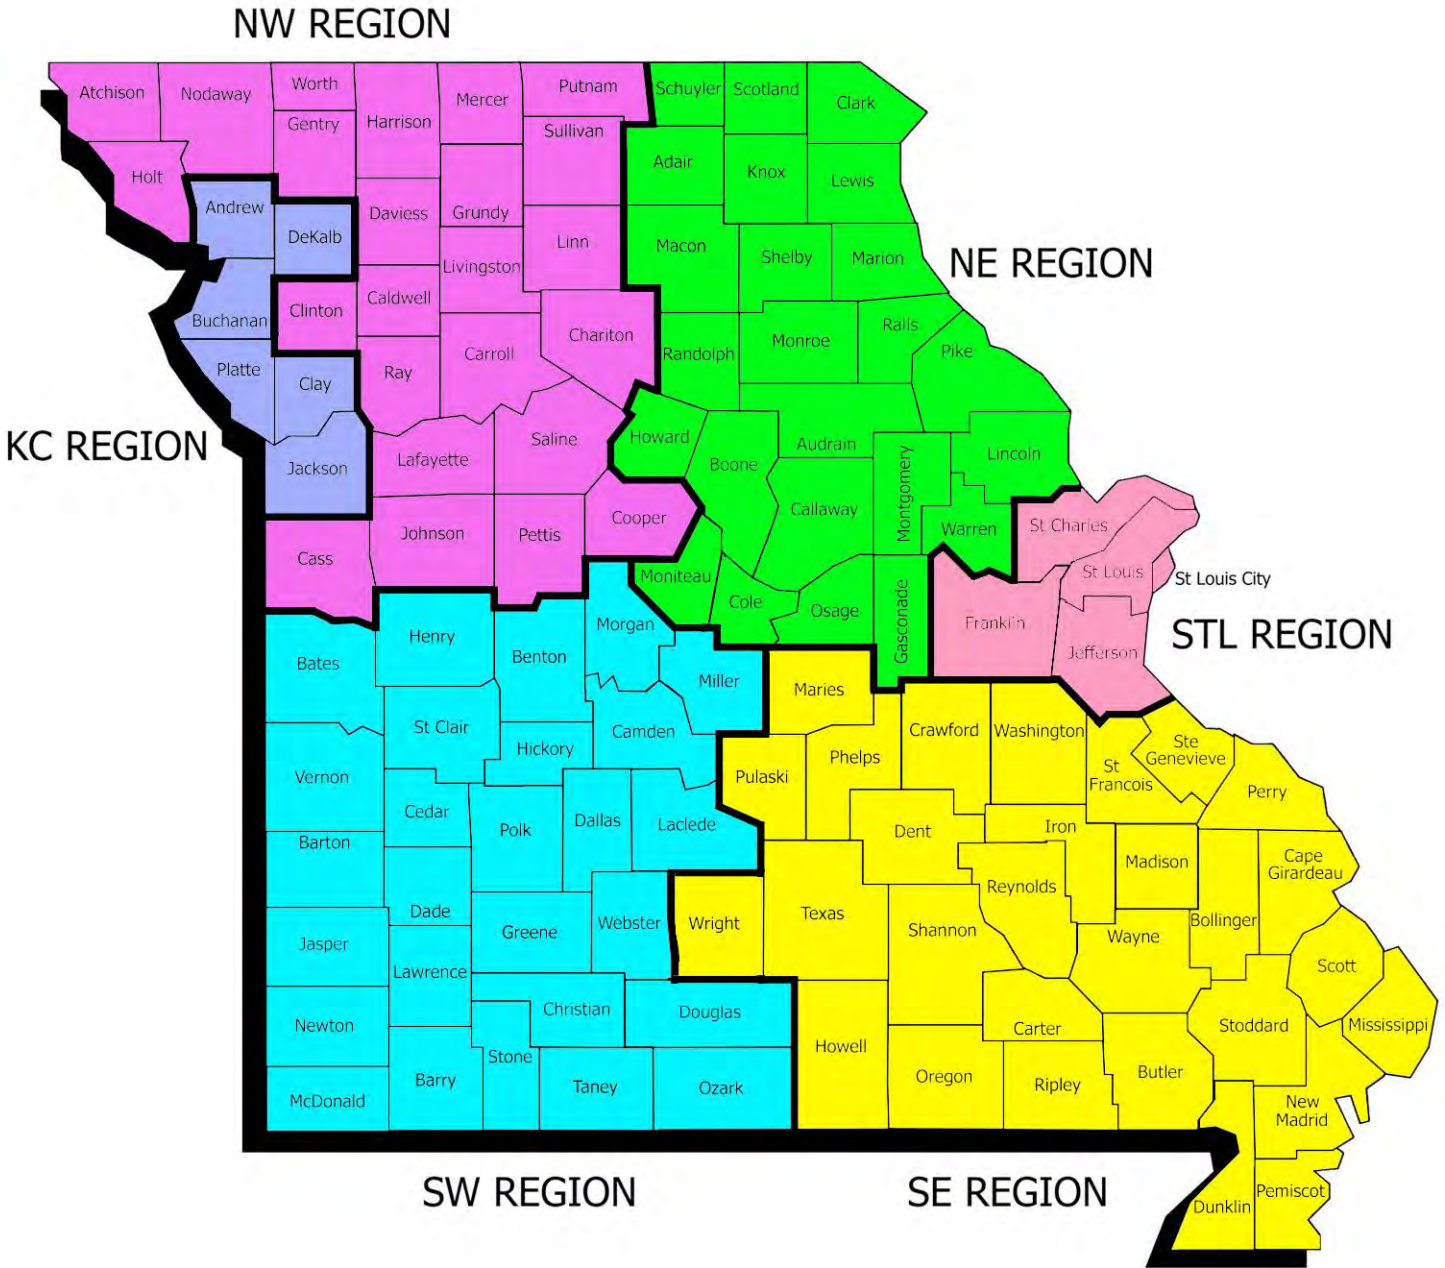 NW REGION
Atchison
Nodaway
Worth
Gentry
Harrison
Mercer
Putnam
Sullivan
Schuyler
Scotland
Clark
Holt
Andrew
DeKalb
Daviess
Grundy
Linn
Adair
Knox
Lewis
Macon
Shelby
Marion
NE REGION
Buchanan
Clinton
Caldwell
Livingston
Chariton
Randolph
Monroe
Ralls
Pike
Platte
Clay
Ray
Carroll
KC REGION
Jackson
Lafayette
Saline
Howard
Boone
Audrain
Montgomery
Lincoln
Cass
Johnson
Pettis
Cooper
Callaway
Warren
St Charles
Moniteau
Cole
Osage
Gasconade
Franklin
St Louis
St Louis City
Jefferson
STL REGION
Bates
Henry
Benton
Morgan
Miller
Maries
St Clair
Hickory
Camden
Pulaski
Phelps
Crawford
Washington
St
Francois
Ste
Genevieve
Perry
Vernon
Cedar
Polk
Dallas
Laclede
Dent
Iron
Madison
Cape
Girardeau
Barton
Dade
Greene
Webster
Wright
Texas
Shannon
Reynolds
Wayne
Bollinger
Scott
Jasper
Lawrence
Christian
Douglas
Newton
Stone
Howell
Carter
Stoddard
Mississippi
McDonald
Barry
Taney
Ozark
Oregon
Ripley
Butler
New
Madrid
SW REGION
SE REGION
Dunklin
Pemiscot